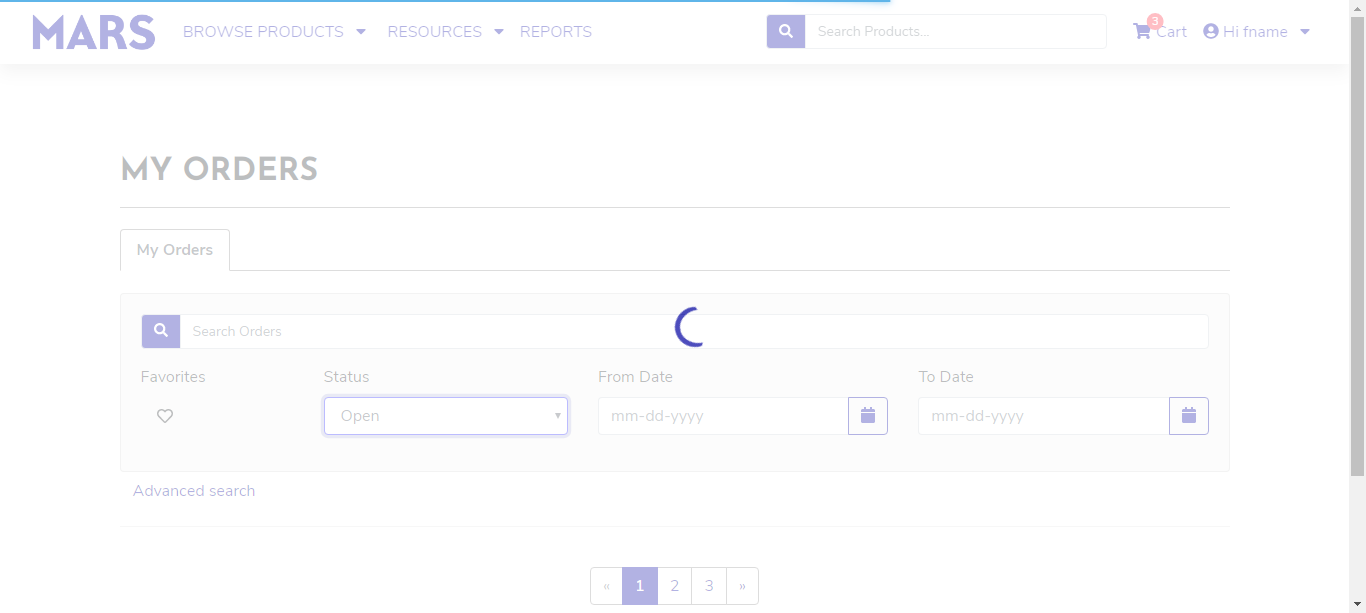 MARS BROWSE PRODUCTS RESOURCES REPORTS Search Products... 3 Cart Hi fname
MY ORDERS
My Orders
Search Orders
Favorites Status From Date To Date
Open mm-dd-yyyy mm-dd-yyyy
Advanced search
« 1 2 3 »